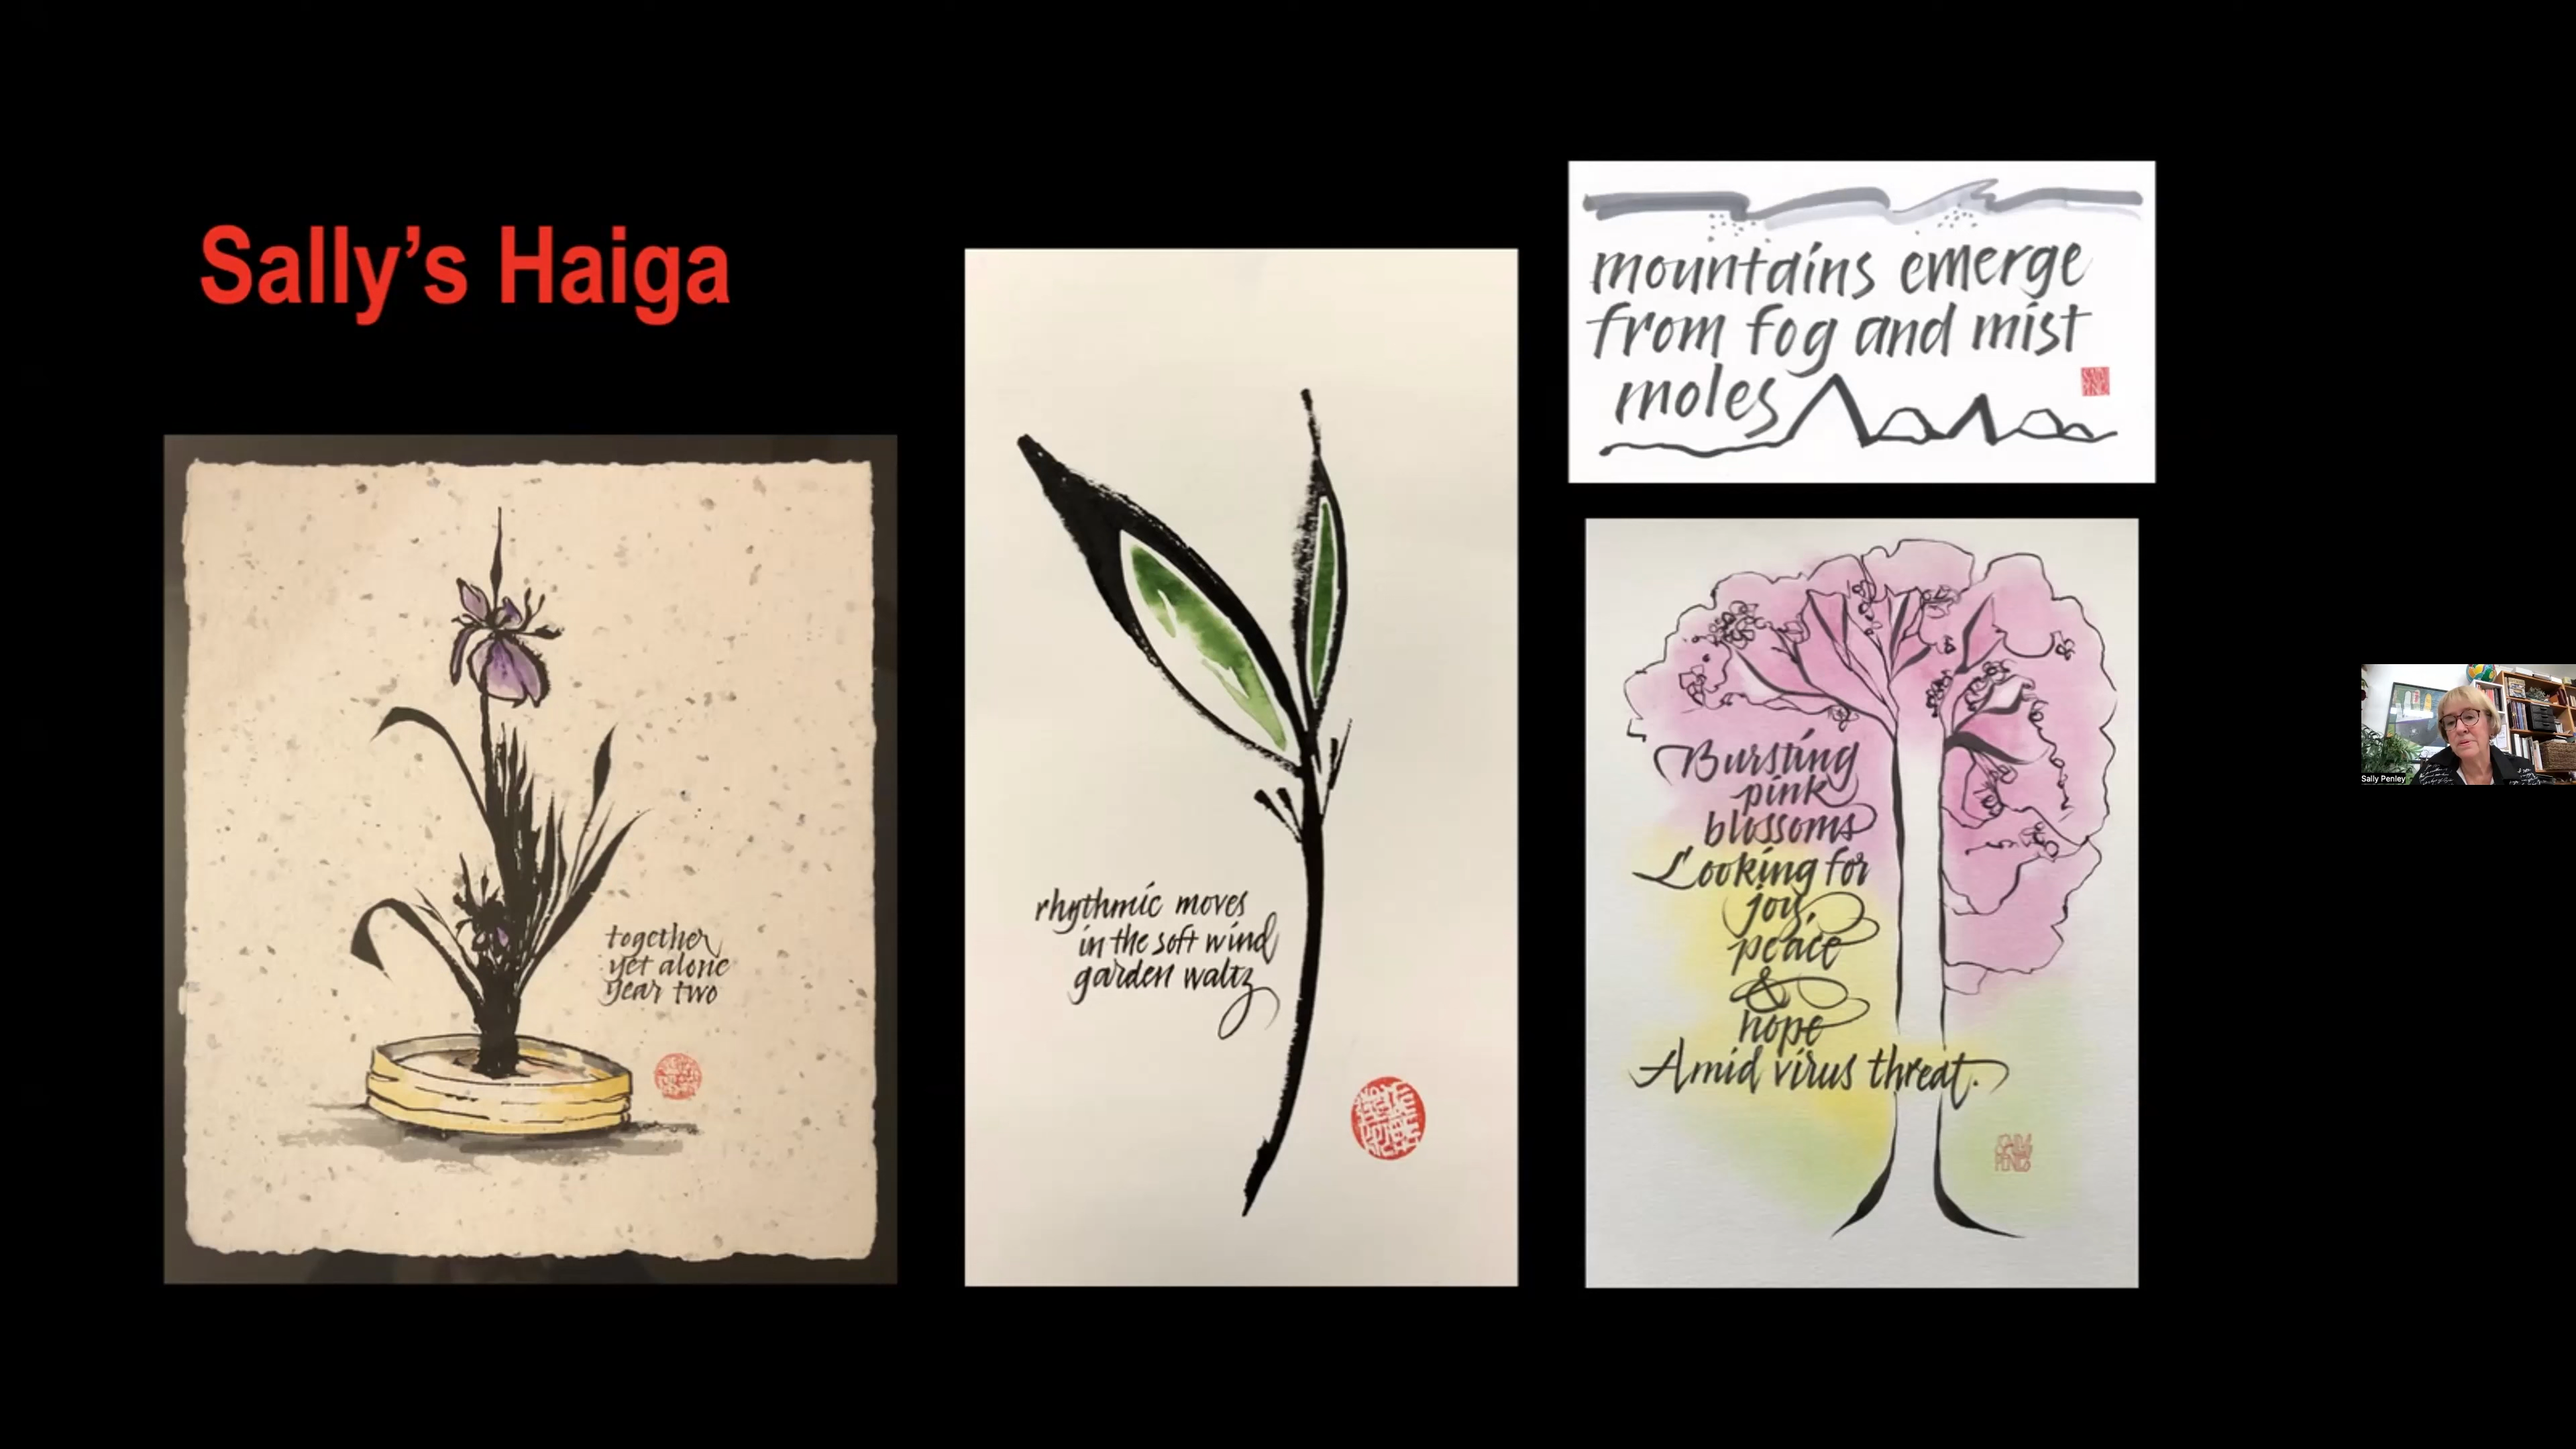 Sally’s Haiga
together
yet alone
year two
rhythmic moves
in the soft wind
garden waltz
mountains emerge
from fog and mist
moles
Bursting
pink
blossoms
Looking for
joy,
peace
&
hope
Amid virus threat.
Sally Penley